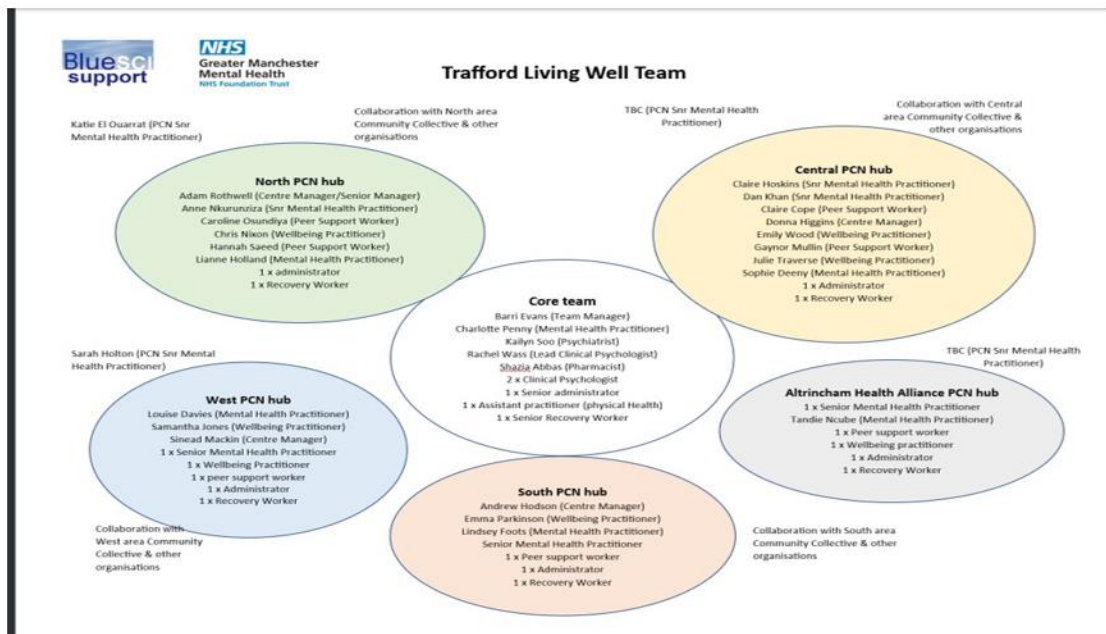 BlueSCI
support
NHS
Greater Manchester
Mental Health
NHS Foundation Trust
Trafford Living Well Team
Katie El Ouarrat (PCN Snr
Mental Health Practitioner)
Collaboration with North area
Community Collective & other
organisations
TBC (PCN Snr Mental Health
Practitioner)
Collaboration with Central
area Community Collective &
other organisations
North PCN hub
Adam Rothwell (Centre Manager/Senior Manager)
Anne Nkurunziza (Snr Mental Health Practitioner)
Caroline Osundiya (Peer Support Worker)
Chris Nixon (Wellbeing Practitioner)
Hannah Saeed (Peer Support Worker)
Lianne Holland (Mental Health Practitioner)
1 x administrator
1 x Recovery Worker
Central PCN hub
Claire Hoskins (Snr Mental Health Practitioner)
Dan Khan (Snr Mental Health Practitioner)
Claire Cope (Peer Support Worker)
Donna Higgins (Centre Manager)
Emily Wood (Wellbeing Practitioner)
Gaynor Mullin (Peer Support Worker)
Julie Traverse (Wellbeing Practitioner)
Sophie Deeny (Mental Health Practitioner)
1 x Administrator
1 x Recovery Worker
Core team
Barri Evans (Team Manager)
Charlotte Penny (Mental Health Practitioner)
Kailyn Soo (Psychiatrist)
Rachel Wass (Lead Clinical Psychologist)
Shazia Abbas (Pharmacist)
2 x Clinical Psychologist
1 x Senior administrator
1 x Assistant practitioner (physical Health)
1 x Senior Recovery Worker
Sarah Holton (PCN Snr Mental
Health Practitioner)
West PCN hub
Louise Davies (Mental Health Practitioner)
Samantha Jones (Wellbeing Practitioner)
Sinead Mackin (Centre Manager)
1 x Senior Mental Health Practitioner
1 x Wellbeing Practitioner
1 x peer support worker
1 x Administrator
1 x Recovery Worker
Collaboration with
West area Community
Collective & other
organisations
TBC (PCN Snr Mental Health
Practitioner)
Altrincham Health Alliance PCN hub
1 x Senior Mental Health Practitioner
Tandie Ncube (Mental Health Practitioner)
1 x Peer support worker
1 x Wellbeing practitioner
1 x Administrator
1 x Recovery Worker
South PCN hub
Andrew Hodson (Centre Manager)
Emma Parkinson (Wellbeing Practitioner)
Lindsey Foots (Mental Health Practitioner)
Senior Mental Health Practitioner
1 x Peer support worker
1 x Administrator
1 x Recovery Worker
Collaboration with South area
Community Collective & other
organisations